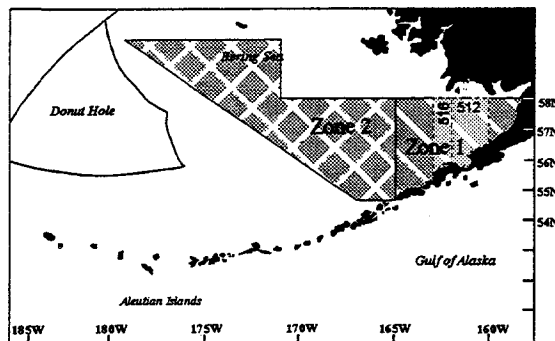 Bering Sea
Donut Hole
Zone 2
516
512
Zone 1
58N
57N
56N
55N
54N
Gulf of Alaska
Aleutian Islands
185W
180W
175W
170W
165W
160W